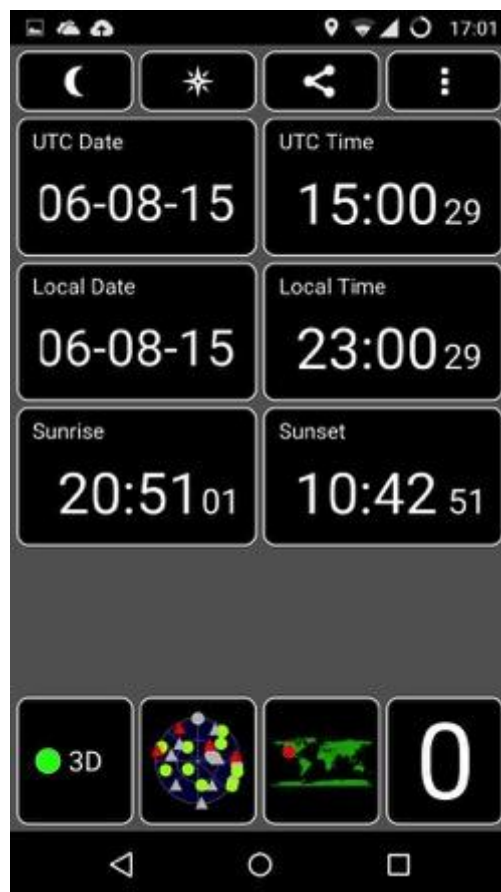 17:01
UTC Date
UTC Time
06-08-15
15:00 29
Local Date
Local Time
06-08-15
23:00 29
Sunrise
Sunset
20:51 01
10:42 51
3D
0